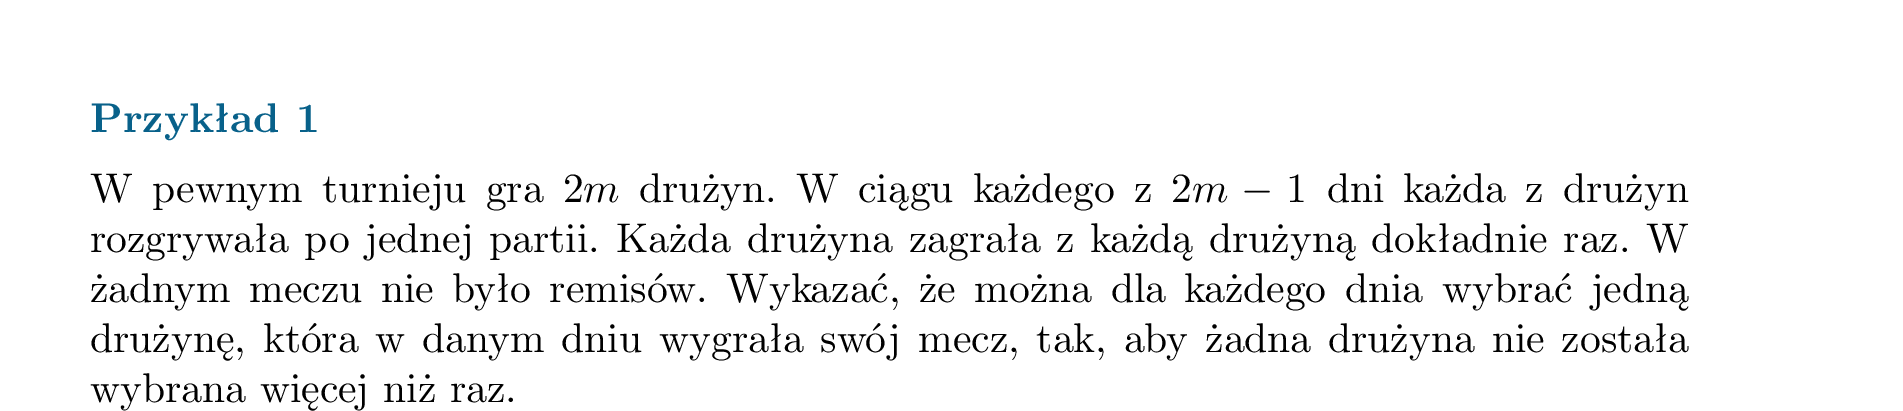 Przykład 1
W pewnym turnieju gra 2m drużyn. W ciągu każdego z 2m − 1 dni każda z drużyn
rozgrywała po jednej partii. Każda drużyna zagrała z każdą drużyną dokładnie raz. W
żadnym meczu nie było remisów. Wykazać, że można dla każdego dnia wybrać jedną
drużynę, która w danym dniu wygrała swój mecz, tak, aby żadna drużyna nie została
wybrana więcej niż raz.